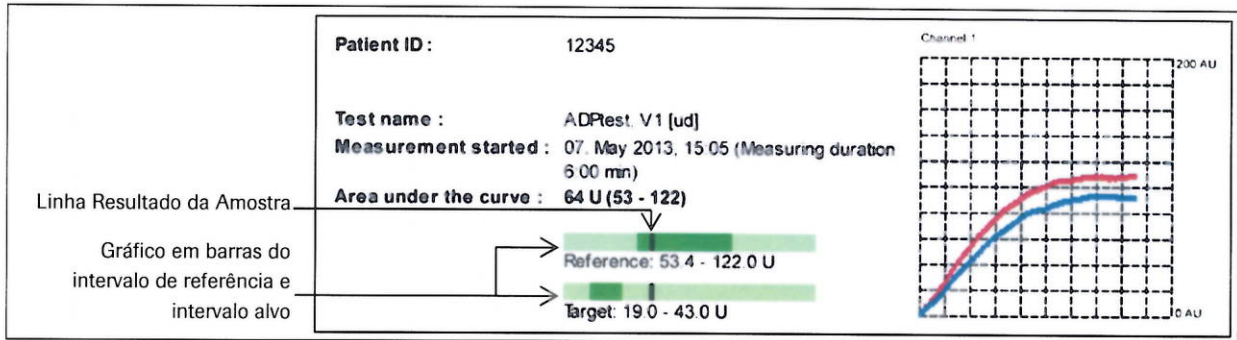 Patient ID : 12345
Channel 1
200 AU
Test name : ADPtest. V1 [ud]
Measurement started : 07. May 2013, 15:05 (Measuring duration
6:00 min)
Linha Resultado da Amostra
Area under the curve : 64 U (53 - 122)
Gráfico em barras do
intervalo de referência e
intervalo alvo
Reference: 53.4 - 122.0 U
Target: 19.0 - 43.0 U
0 AU